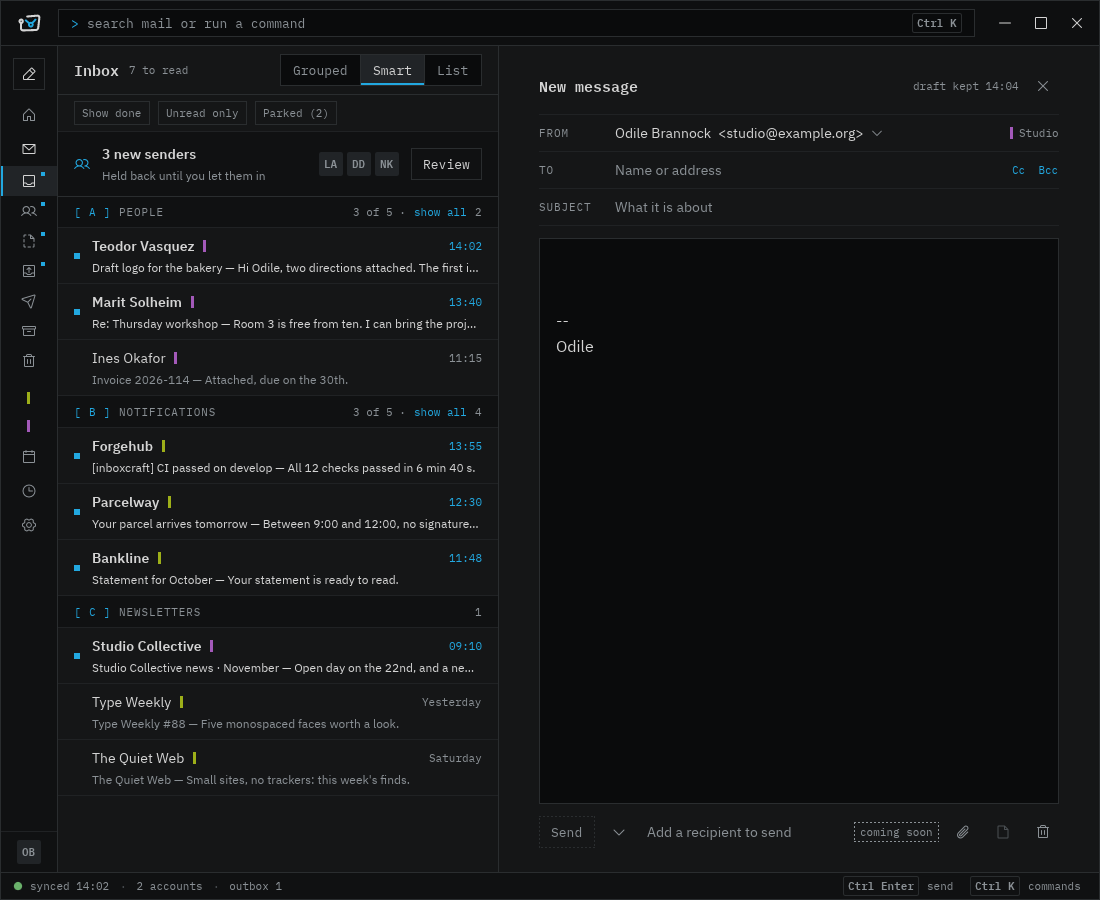 > search mail or run a command Ctrl K
Inbox 7 to read Grouped Smart List
Show done Unread only Parked (2)
3 new senders
Held back until you let them in
LA DD NK Review
[ A ] PEOPLE 3 of 5 · show all 2
Teodor Vasquez 14:02
Draft logo for the bakery — Hi Odile, two directions attached. The first i…
Marit Solheim 13:40
Re: Thursday workshop — Room 3 is free from ten. I can bring the proj…
Ines Okafor 11:15
Invoice 2026-114 — Attached, due on the 30th.
[ B ] NOTIFICATIONS 3 of 5 · show all 4
Forgehub 13:55
[inboxcraft] CI passed on develop — All 12 checks passed in 6 min 40 s.
Parcelway 12:30
Your parcel arrives tomorrow — Between 9:00 and 12:00, no signature…
Bankline 11:48
Statement for October — Your statement is ready to read.
[ C ] NEWSLETTERS 1
Studio Collective 09:10
Studio Collective news · November — Open day on the 22nd, and a ne…
Type Weekly Yesterday
Type Weekly #88 — Five monospaced faces worth a look.
The Quiet Web Saturday
The Quiet Web — Small sites, no trackers: this week's finds.
OB
New message draft kept 14:04
FROM Odile Brannock <studio@example.org> Studio
TO Name or address Cc Bcc
SUBJECT What it is about
--
Odile
Send Add a recipient to send coming soon
synced 14:02 · 2 accounts · outbox 1 Ctrl Enter send Ctrl K commands